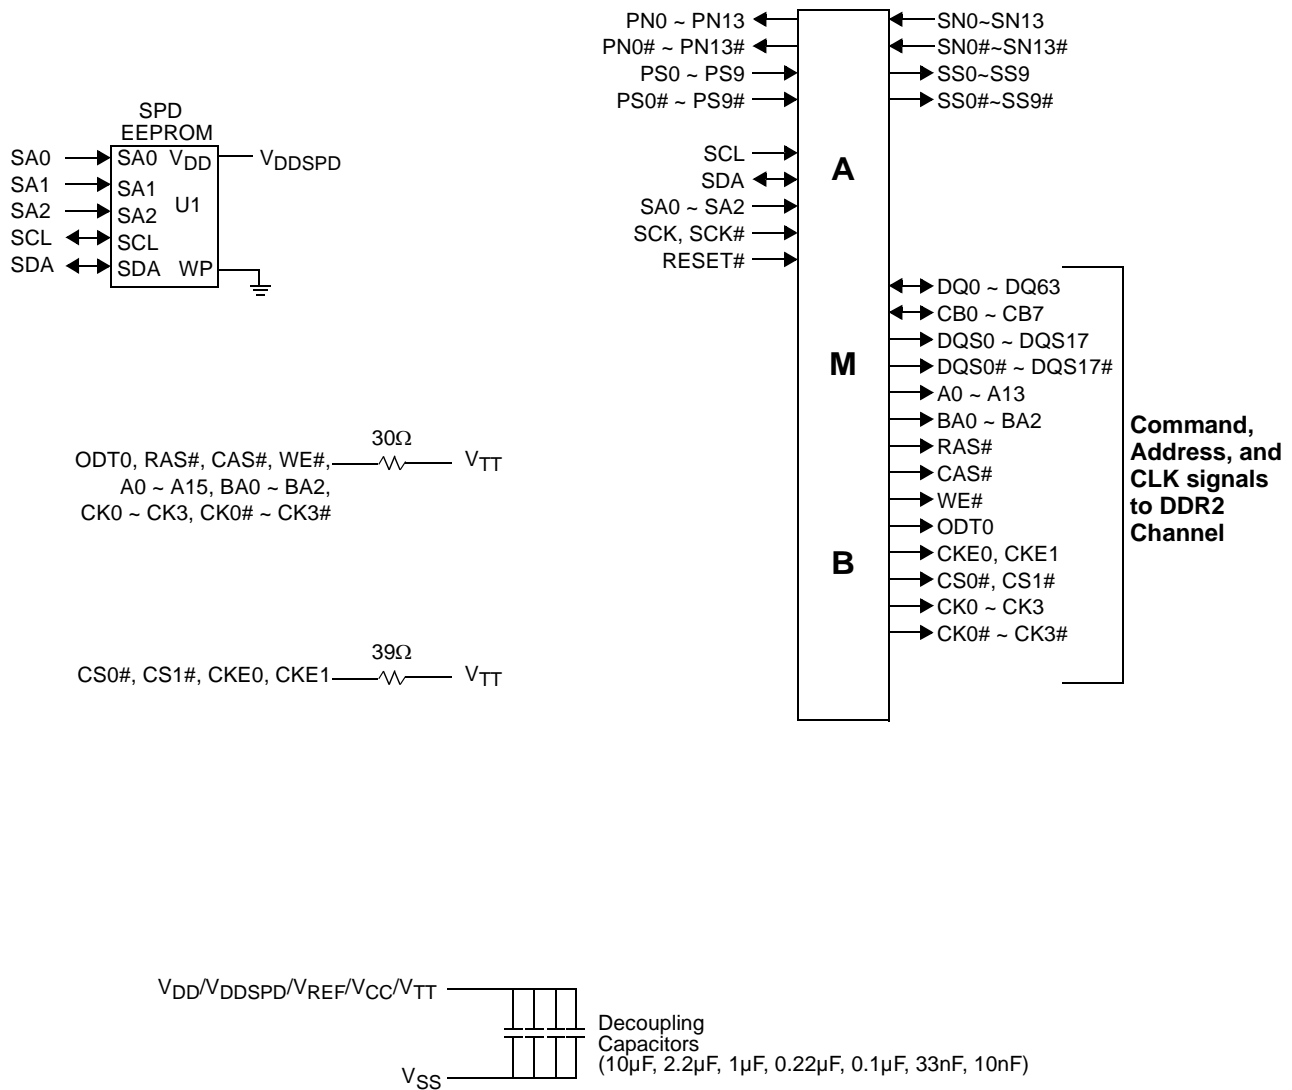 PN0 ~ PN13
PN0# ~ PN13#
PS0 ~ PS9
PS0# ~ PS9#
SN0~SN13
SN0#~SN13#
SS0~SS9
SS0#~SS9#
SPD
EEPROM
SA0 SA0 VDD VDDSPD
SA1 SA1
SA2 SA2 U1
SCL SCL
SDA SDA WP
SCL
SDA
SA0 ~ SA2
SCK, SCK#
RESET#
A
M
B
DQ0 ~ DQ63
CB0 ~ CB7
DQS0 ~ DQS17
DQS0# ~ DQS17#
A0 ~ A13
BA0 ~ BA2
RAS#
CAS#
WE#
ODT0
CKE0, CKE1
CS0#, CS1#
CK0 ~ CK3
CK0# ~ CK3#
Command,
Address, and
CLK signals
to DDR2
Channel
30Ω
ODT0, RAS#, CAS#, WE#, VTT
A0 ~ A15, BA0 ~ BA2,
CK0 ~ CK3, CK0# ~ CK3#
39Ω
CS0#, CS1#, CKE0, CKE1 VTT
VDD/VDDSPD/VREF/VCC/VTT
Decoupling
Capacitors
(10µF, 2.2µF, 1µF, 0.22µF, 0.1µF, 33nF, 10nF)
VSS